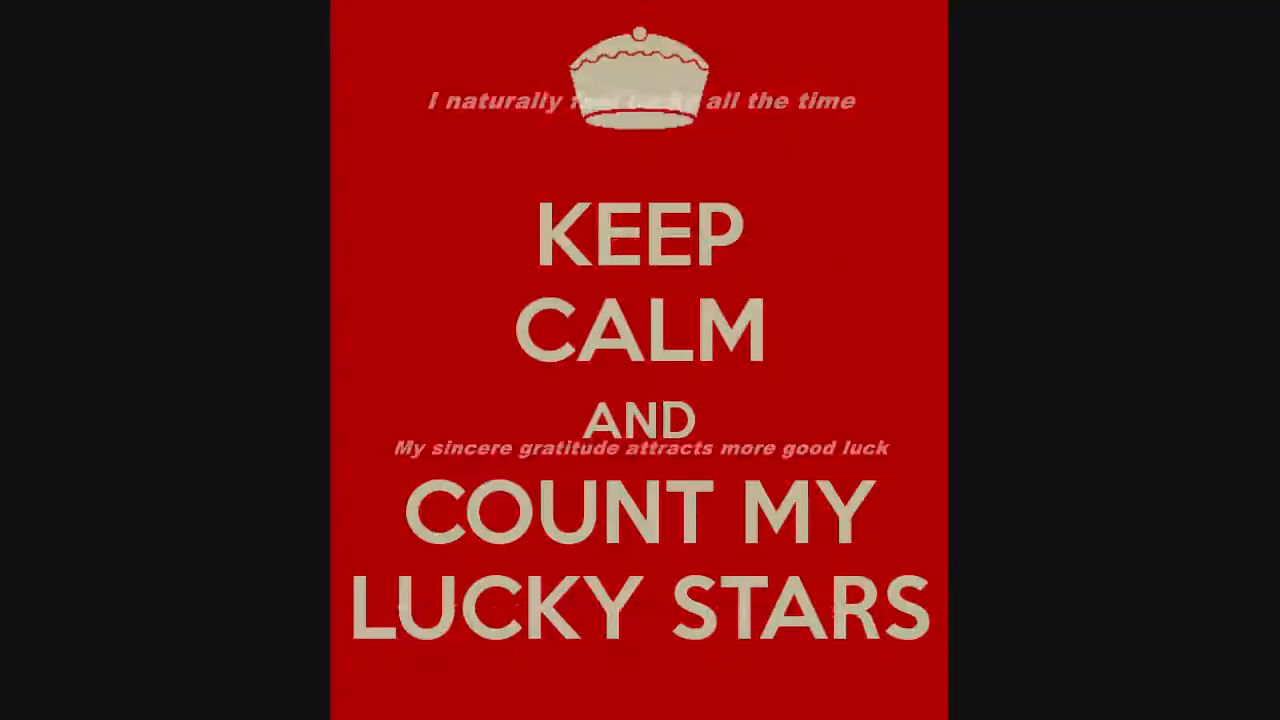 I naturally all the time
KEEP
CALM
AND
My sincere gratitude attracts more good luck
COUNT MY
LUCKY STARS